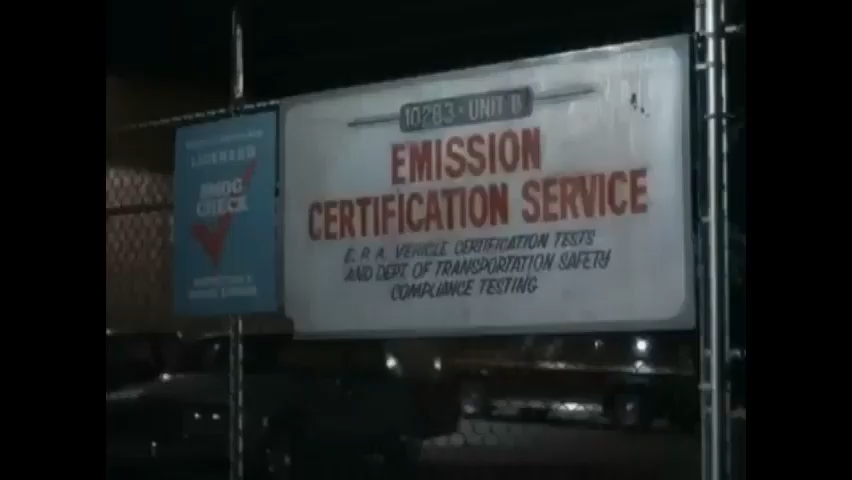 LICENSED
SMOG
CHECK
10283 · UNIT B
EMISSION
CERTIFICATION SERVICE
E.P.A. VEHICLE CERTIFICATION TESTS
AND DEPT. OF TRANSPORTATION SAFETY
COMPLIANCE TESTING